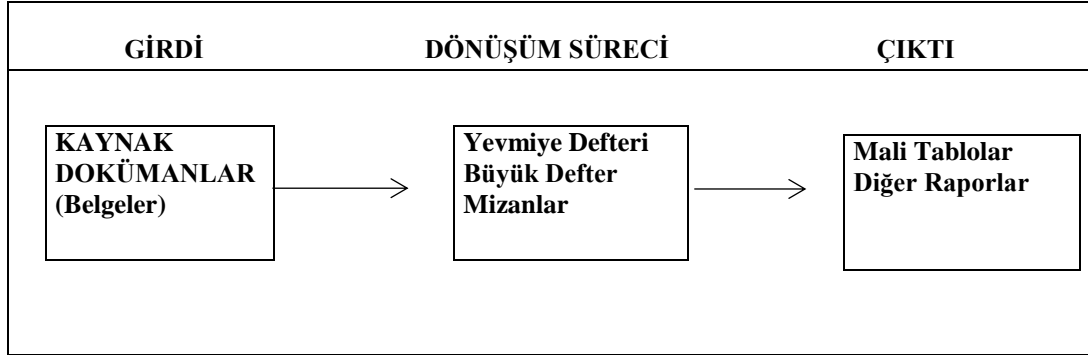 GİRDİ DÖNÜŞÜM SÜRECİ ÇIKTI
KAYNAK
DOKÜMANLAR
(Belgeler)
Yevmiye Defteri
Büyük Defter
Mizanlar
Mali Tablolar
Diğer Raporlar